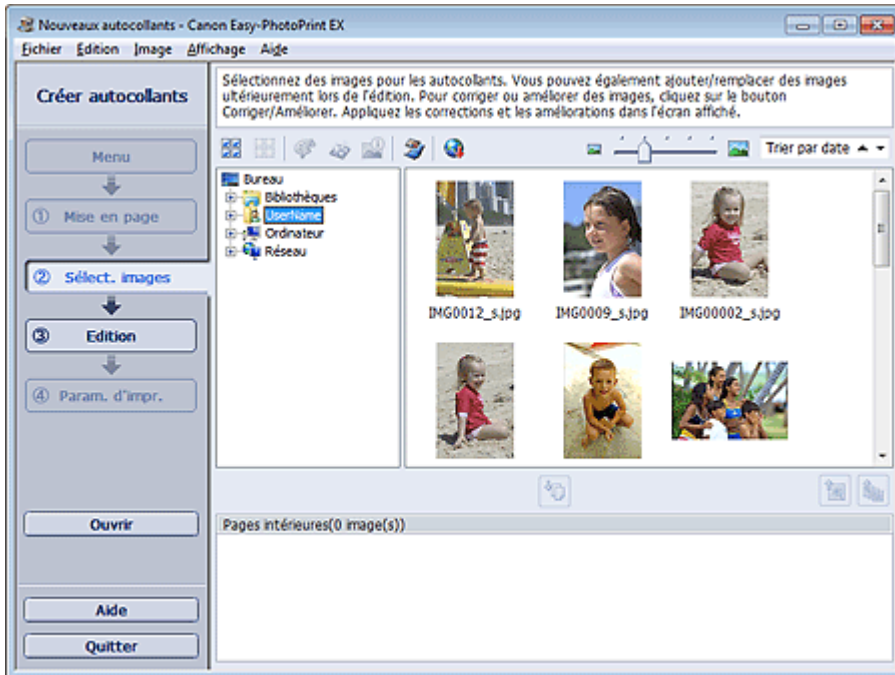 Nouveaux autocollants - Canon Easy-PhotoPrint EX
Fichier Edition Image Affichage Aide
Créer autocollants
Sélectionnez des images pour les autocollants. Vous pouvez également ajouter/remplacer des images
ultérieurement lors de l'édition. Pour corriger ou améliorer des images, cliquez sur le bouton
Corriger/Améliorer. Appliquez les corrections et les améliorations dans l'écran affiché.
Menu
① Mise en page
② Sélect. images
③ Edition
④ Param. d'impr.
Ouvrir
Aide
Quitter
Trier par date
Bureau
Bibliothèques
UserName
Ordinateur
Réseau
IMG0012_s.jpg IMG0009_s.jpg IMG00002_s.jpg
Pages intérieures(0 image(s))